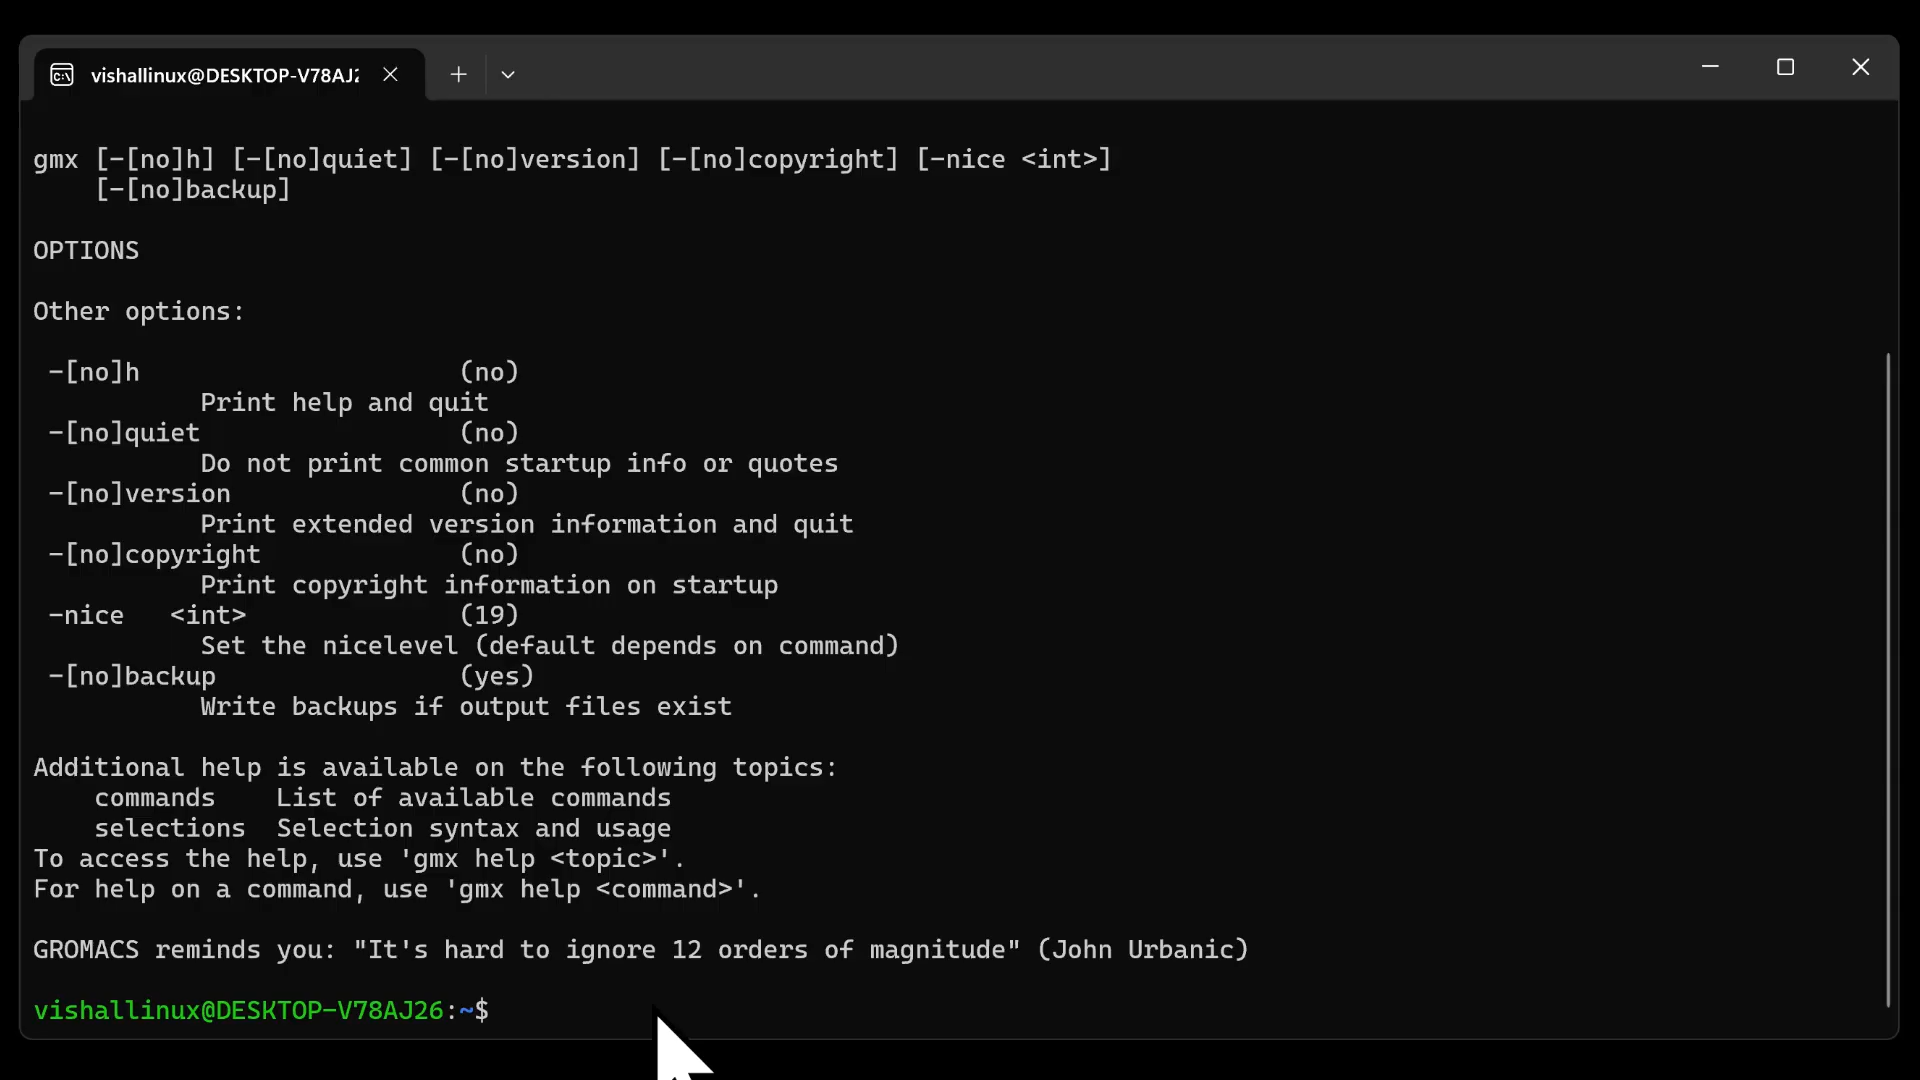 vishallinux@DESKTOP-V78AJ2
gmx [-[no]h] [-[no]quiet] [-[no]version] [-[no]copyright] [-nice <int>]
[-[no]backup]
OPTIONS
Other options:
-[no]h (no)
Print help and quit
-[no]quiet (no)
Do not print common startup info or quotes
-[no]version (no)
Print extended version information and quit
-[no]copyright (no)
Print copyright information on startup
-nice <int> (19)
Set the nicelevel (default depends on command)
-[no]backup (yes)
Write backups if output files exist
Additional help is available on the following topics:
commands List of available commands
selections Selection syntax and usage
To access the help, use 'gmx help <topic>'.
For help on a command, use 'gmx help <command>'.
GROMACS reminds you: "It's hard to ignore 12 orders of magnitude" (John Urbanic)
vishallinux@DESKTOP-V78AJ26:~$